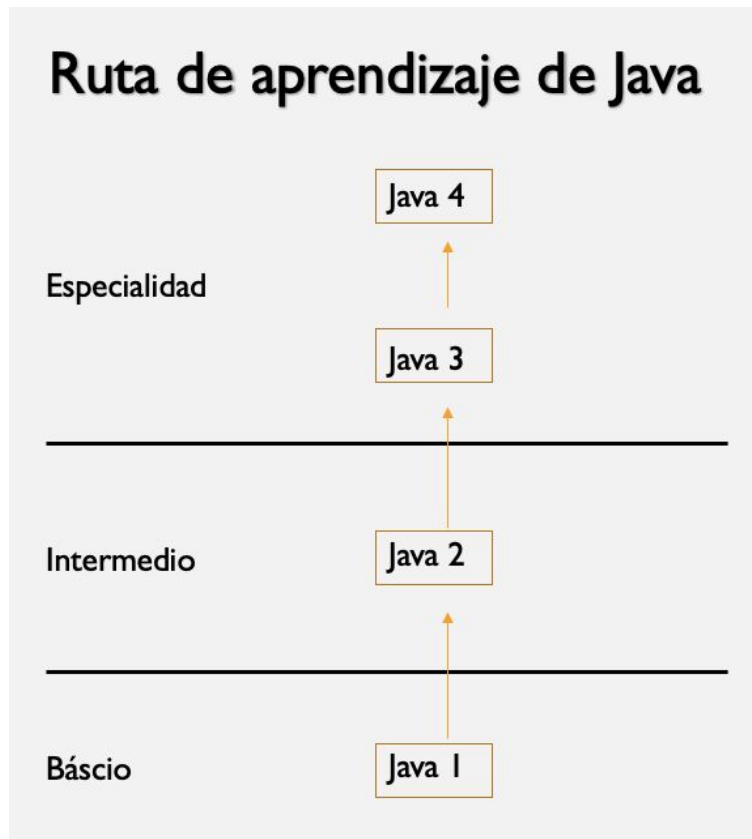 Ruta de aprendizaje de Java
Java 4
Especialidad
Java 3
Intermedio
Java 2
Báscio
Java 1